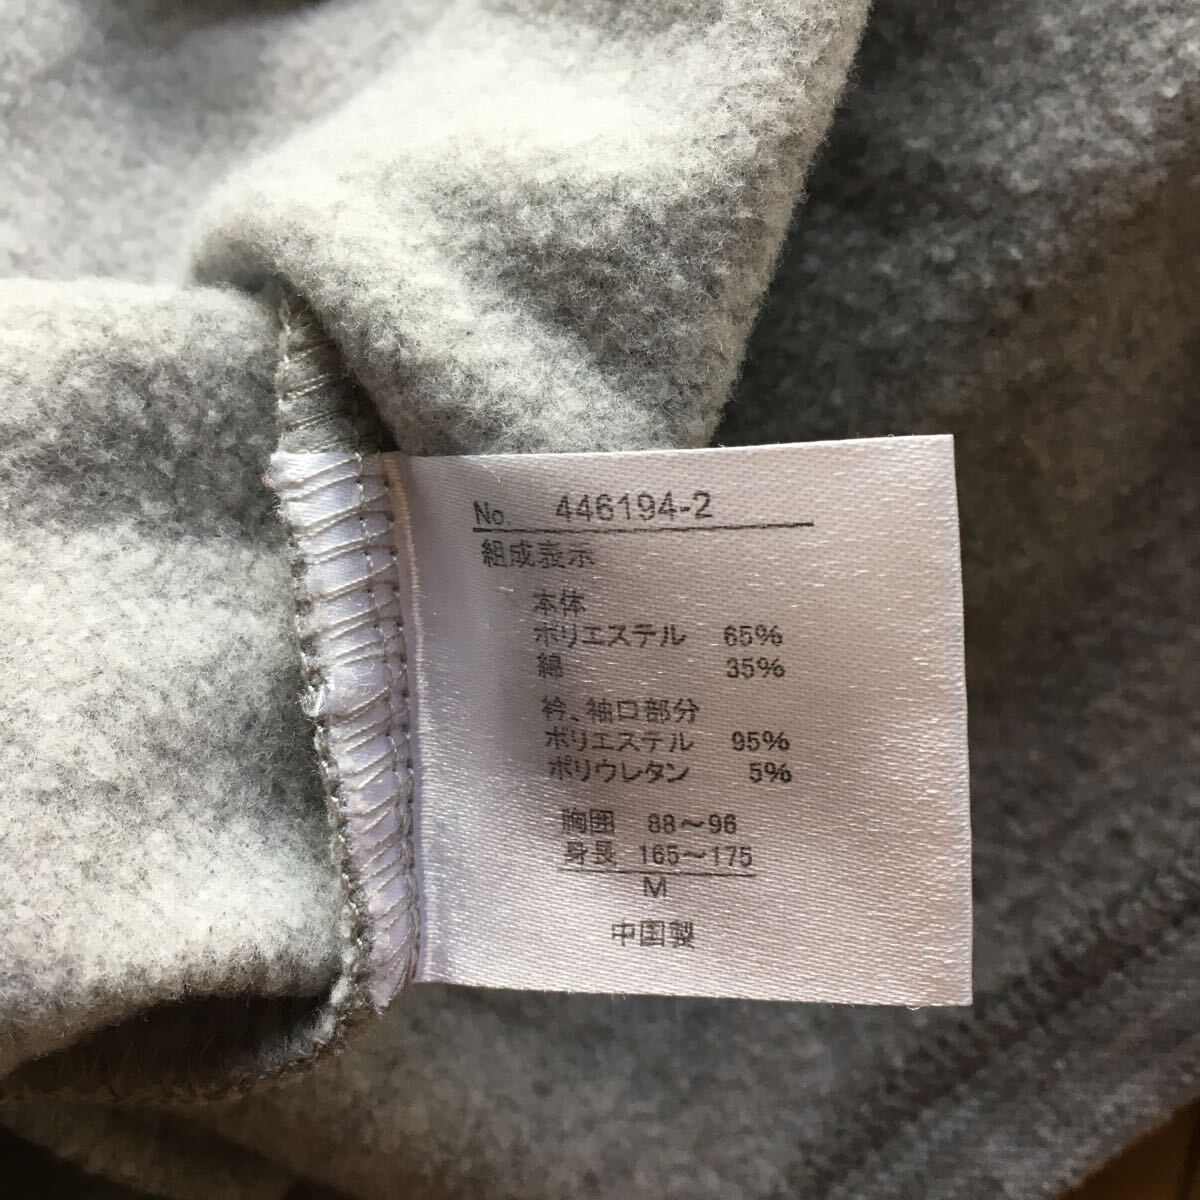 No. 446194-2
組成表示
本体
ポリエステル 65%
綿 35%
衿、袖口部分
ポリエステル 95%
ポリウレタン 5%
胸囲 88～96
身長 165～175
M
中国製